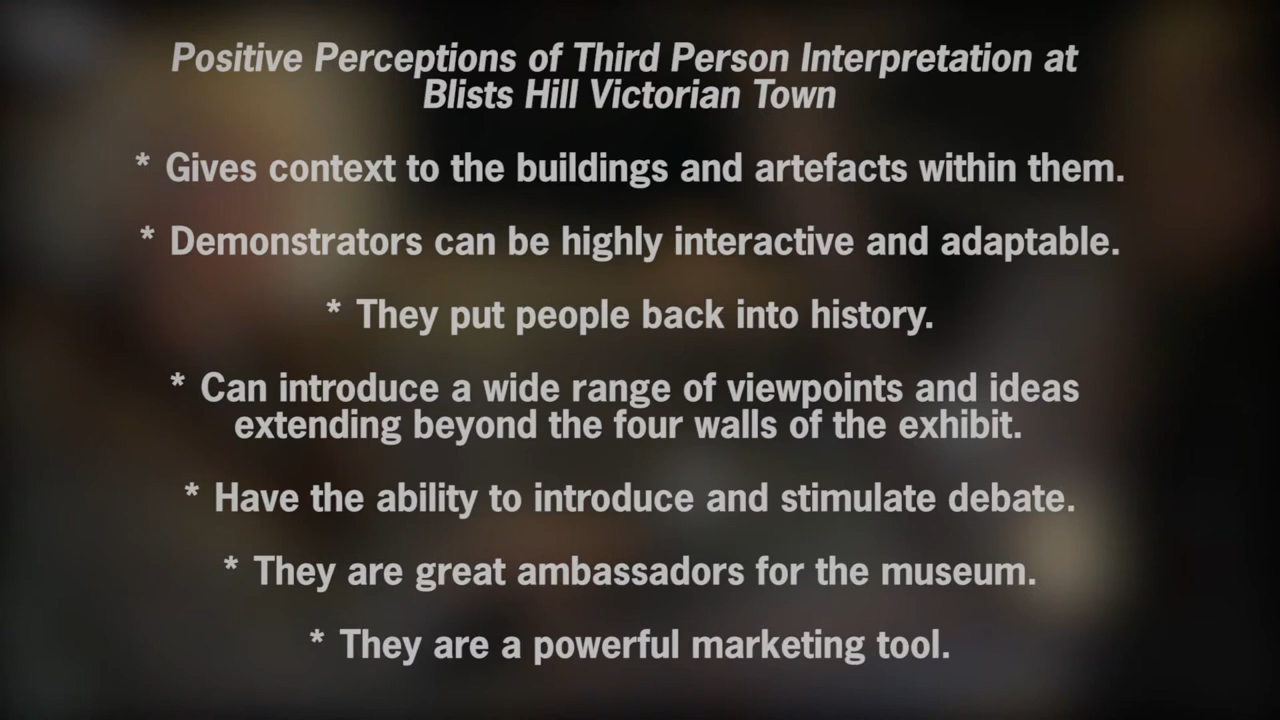 Positive Perceptions of Third Person Interpretation at
Blists Hill Victorian Town
* Gives context to the buildings and artefacts within them.
* Demonstrators can be highly interactive and adaptable.
* They put people back into history.
* Can introduce a wide range of viewpoints and ideas
extending beyond the four walls of the exhibit.
* Have the ability to introduce and stimulate debate.
* They are great ambassadors for the museum.
* They are a powerful marketing tool.